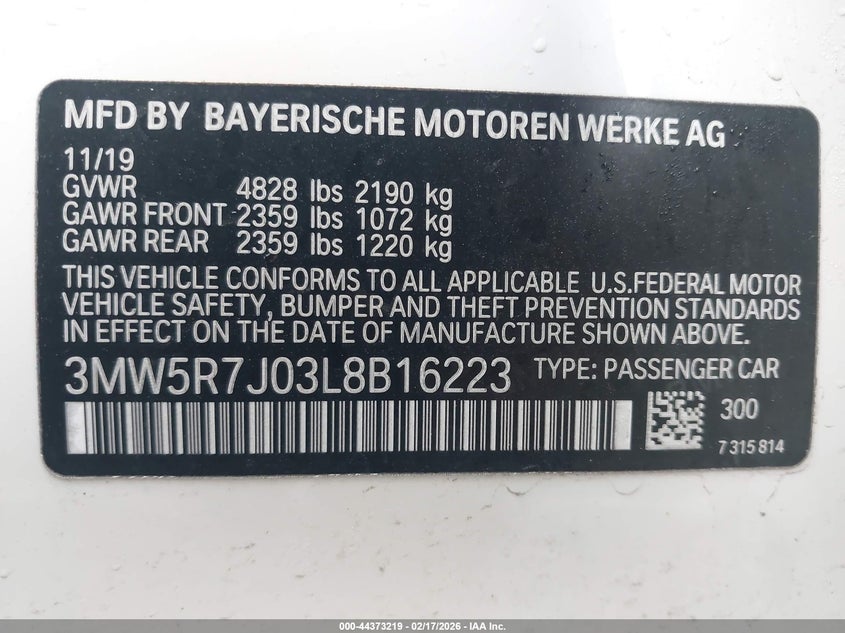 MFD BY BAYERISCHE MOTOREN WERKE AG
11/19
GVWR 4828 lbs 2190 kg
GAWR FRONT 2359 lbs 1072 kg
GAWR REAR 2359 lbs 1220 kg
THIS VEHICLE CONFORMS TO ALL APPLICABLE U.S.FEDERAL MOTOR
VEHICLE SAFETY, BUMPER AND THEFT PREVENTION STANDARDS
IN EFFECT ON THE DATE OF MANUFACTURE SHOWN ABOVE.
3MW5R7J03L8B16223 TYPE: PASSENGER CAR
300
7315814
000-44373219 - 02/17/2026 - IAA Inc.